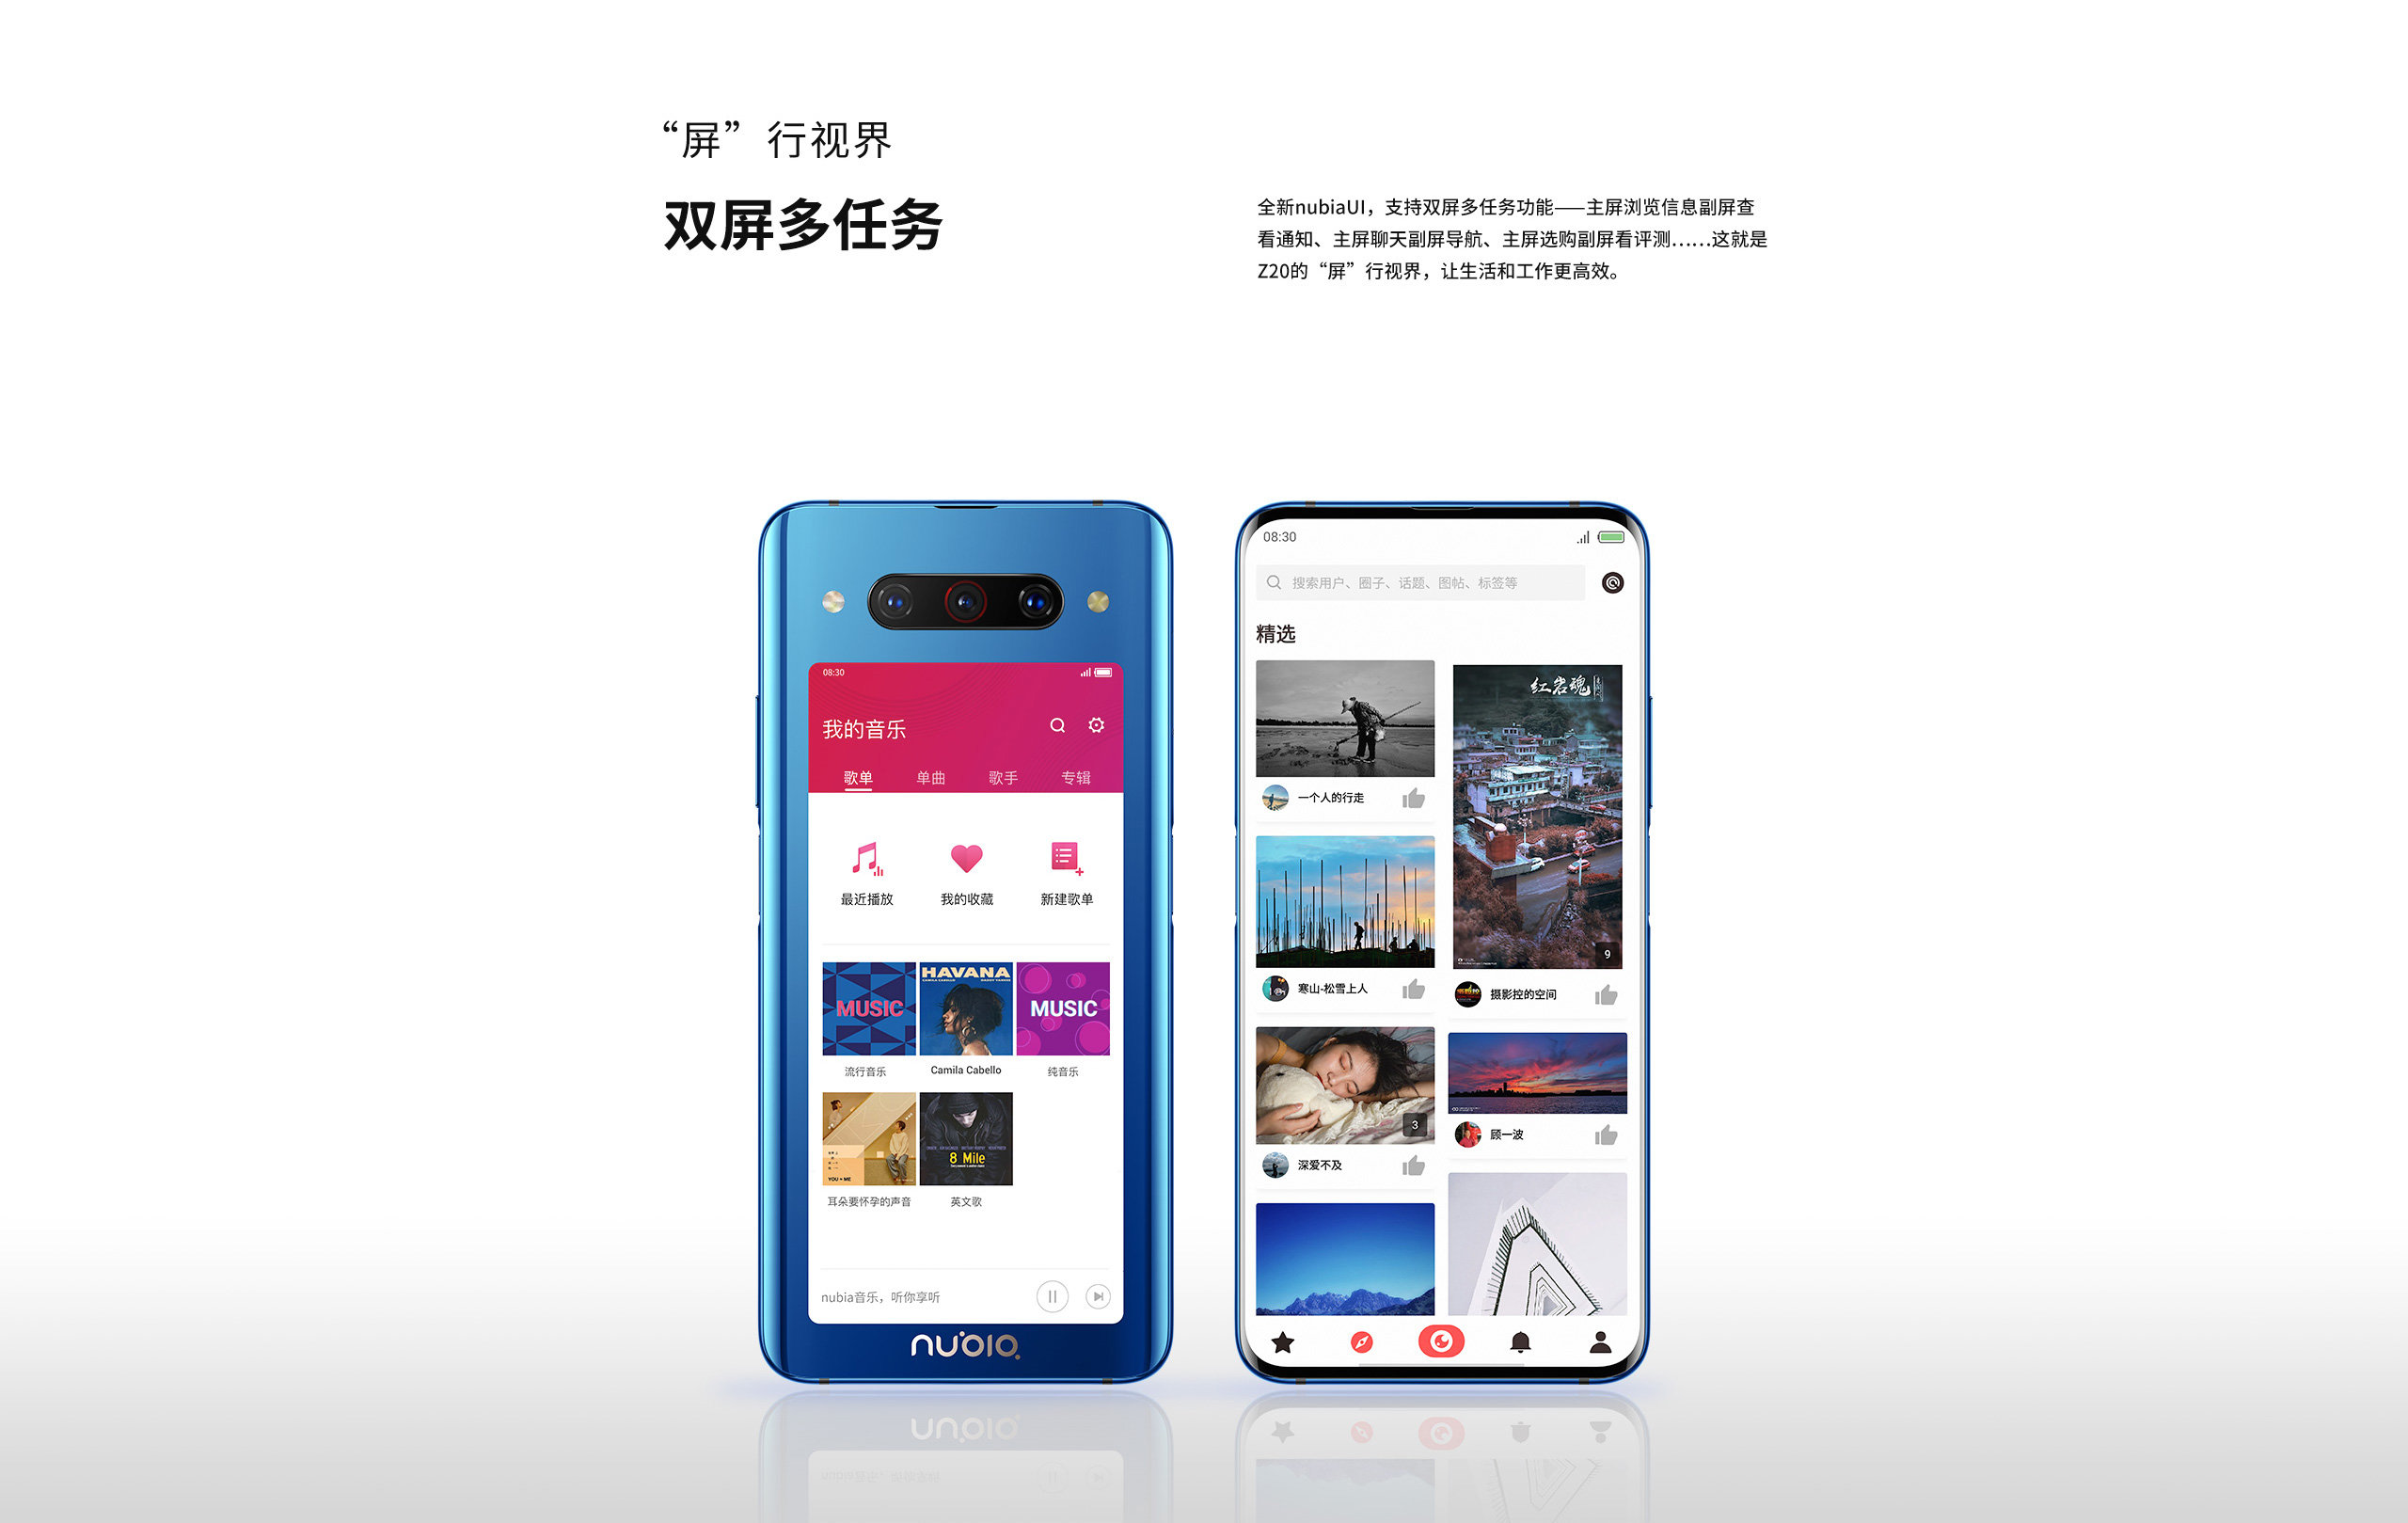 “屏”行视界
双屏多任务
全新nubiaUI，支持双屏多任务功能——主屏浏览信息副屏查
看通知、主屏聊天副屏导航、主屏选购副屏看评测......这就是
Z20的“屏”行视界，让生活和工作更高效。
08:30
我的音乐
歌单 单曲 歌手 专辑
最近播放 我的收藏 新建歌单
MUSIC
HAVANA
CAMILA CABELLO
MUSIC
流行音乐 Camila Cabello 纯音乐
YOU ME
8 Mile
耳朵要怀孕的声音 英文歌
nubia音乐，听你享听
nubia
08:30
搜索用户、圈子、话题、图帖、标签等
精选
红岩魂
一个人的行走
9
寒山-松雪上人
摄影控的空间
3
顾一波
深爱不及